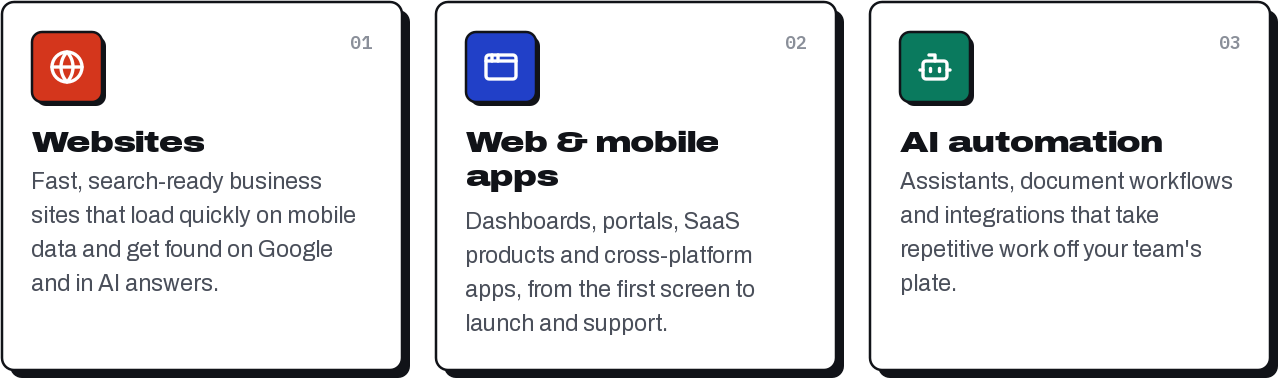 01
Websites
Fast, search-ready business
sites that load quickly on mobile
data and get found on Google
and in AI answers.
02
Web & mobile
apps
Dashboards, portals, SaaS
products and cross-platform
apps, from the first screen to
launch and support.
03
AI automation
Assistants, document workflows
and integrations that take
repetitive work off your team's
plate.